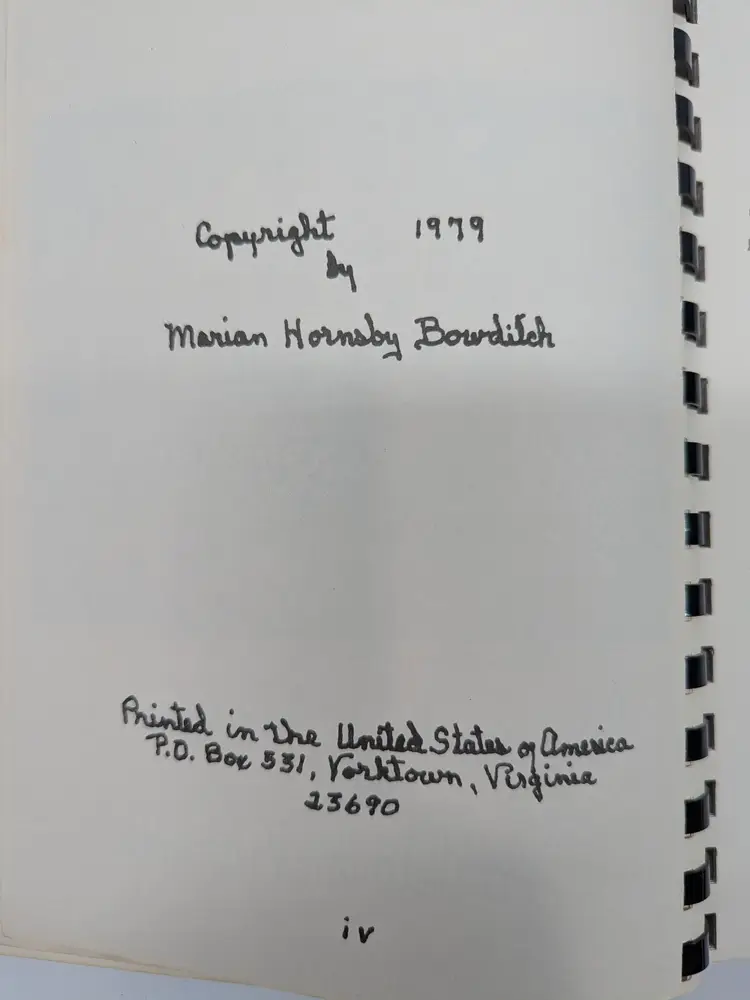 Copyright 1979
by
Marian Hornsby Bowditch
Printed in the United States of America
P.O. Box 531, Yorktown, Virginia
23690
iv